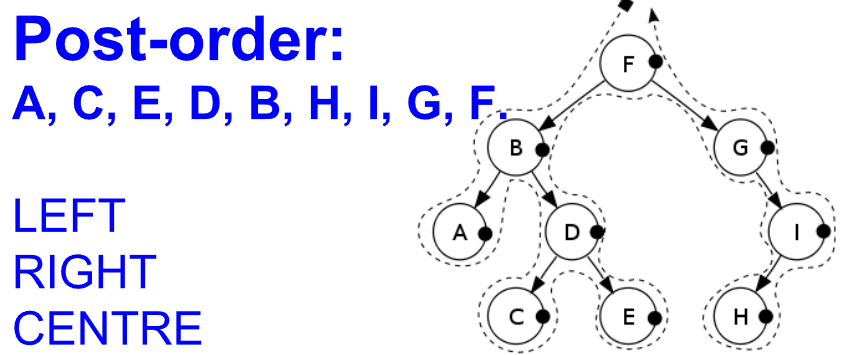 Post-order:
A, C, E, D, B, H, I, G, F.
LEFT
RIGHT
CENTRE
F
B
G
A
D
I
C
E
H